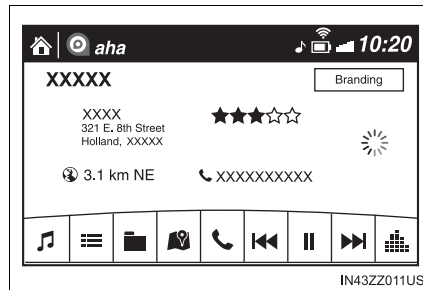 aha
10:20
XXXXX
Branding
XXXX
321 E. 8th Street
Holland, XXXXX
3.1 km NE
XXXXXXXXXX
IN43ZZ011US